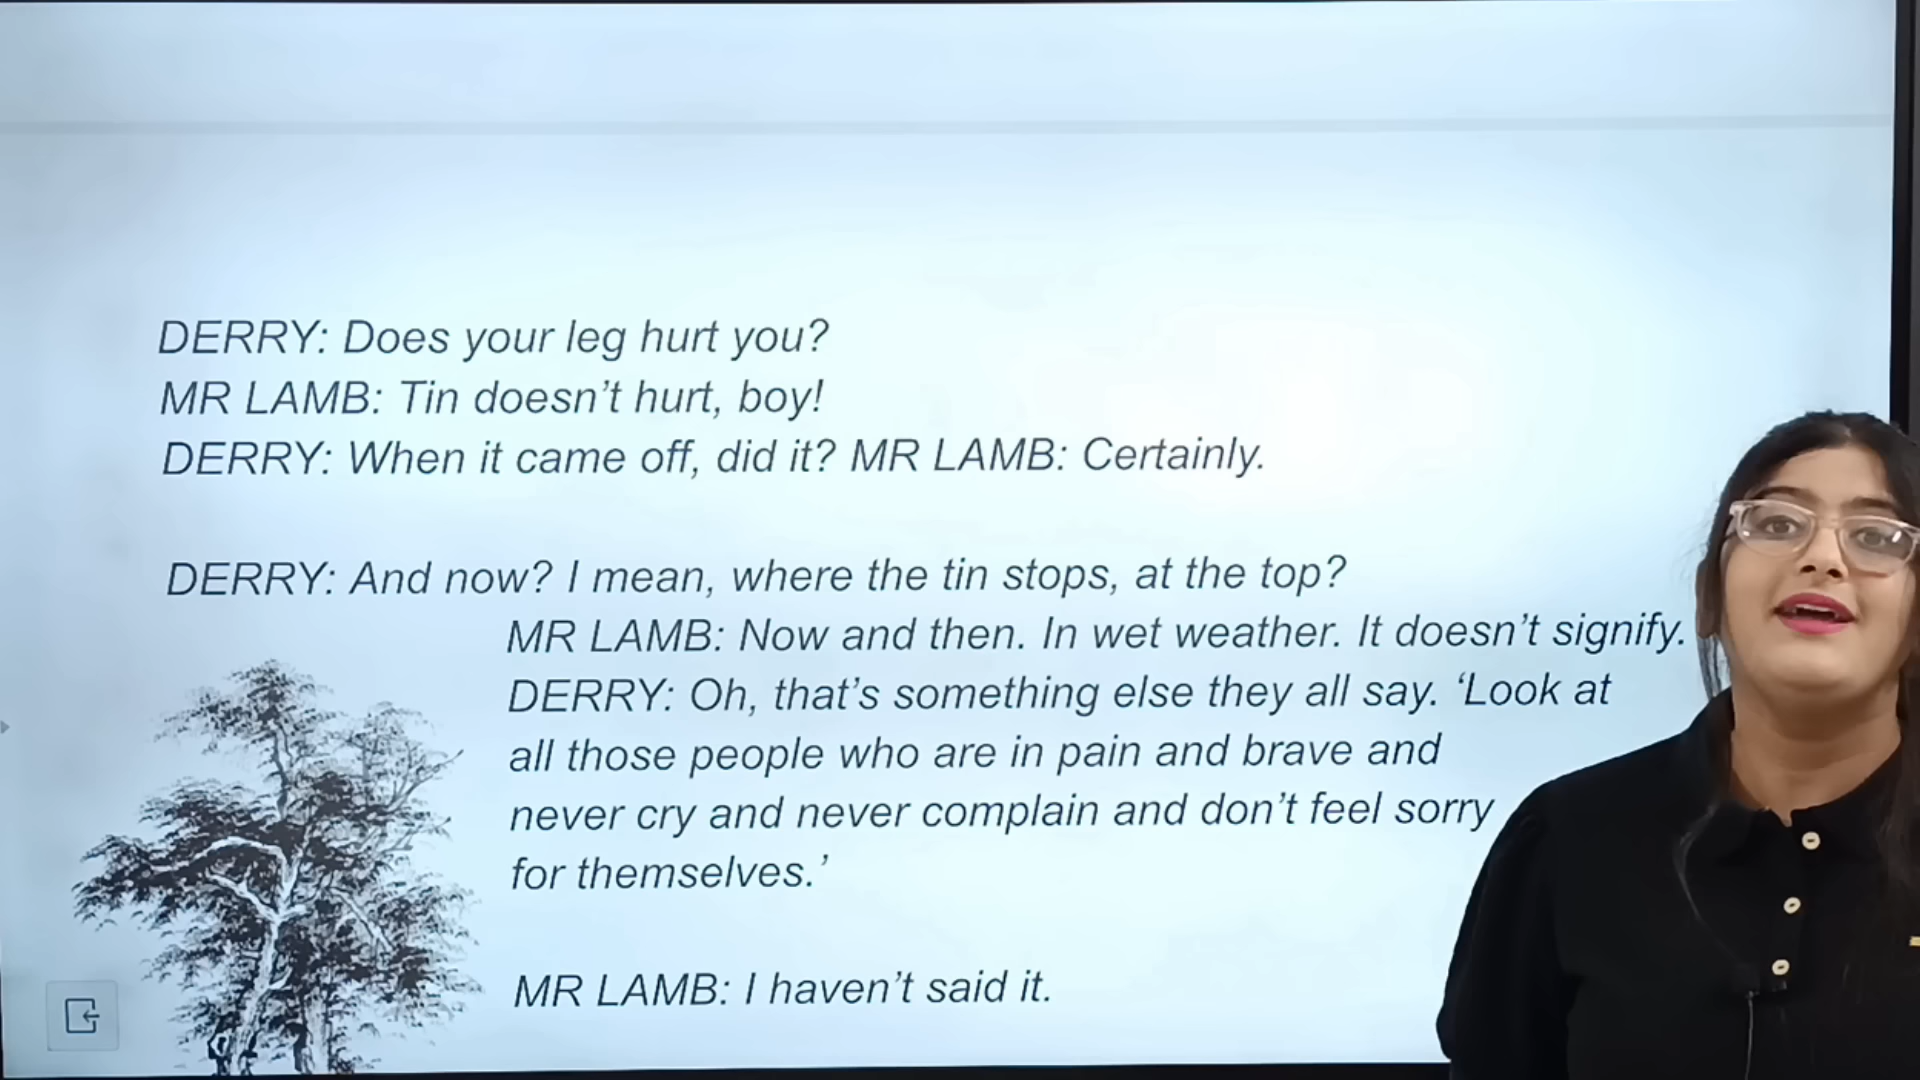 DERRY: Does your leg hurt you?
MR LAMB: Tin doesn't hurt, boy!
DERRY: When it came off, did it? MR LAMB: Certainly.
DERRY: And now? I mean, where the tin stops, at the top?
MR LAMB: Now and then. In wet weather. It doesn't signify.
DERRY: Oh, that's something else they all say. ‘Look at
all those people who are in pain and brave and
never cry and never complain and don't feel sorry
for themselves.’
MR LAMB: I haven't said it.